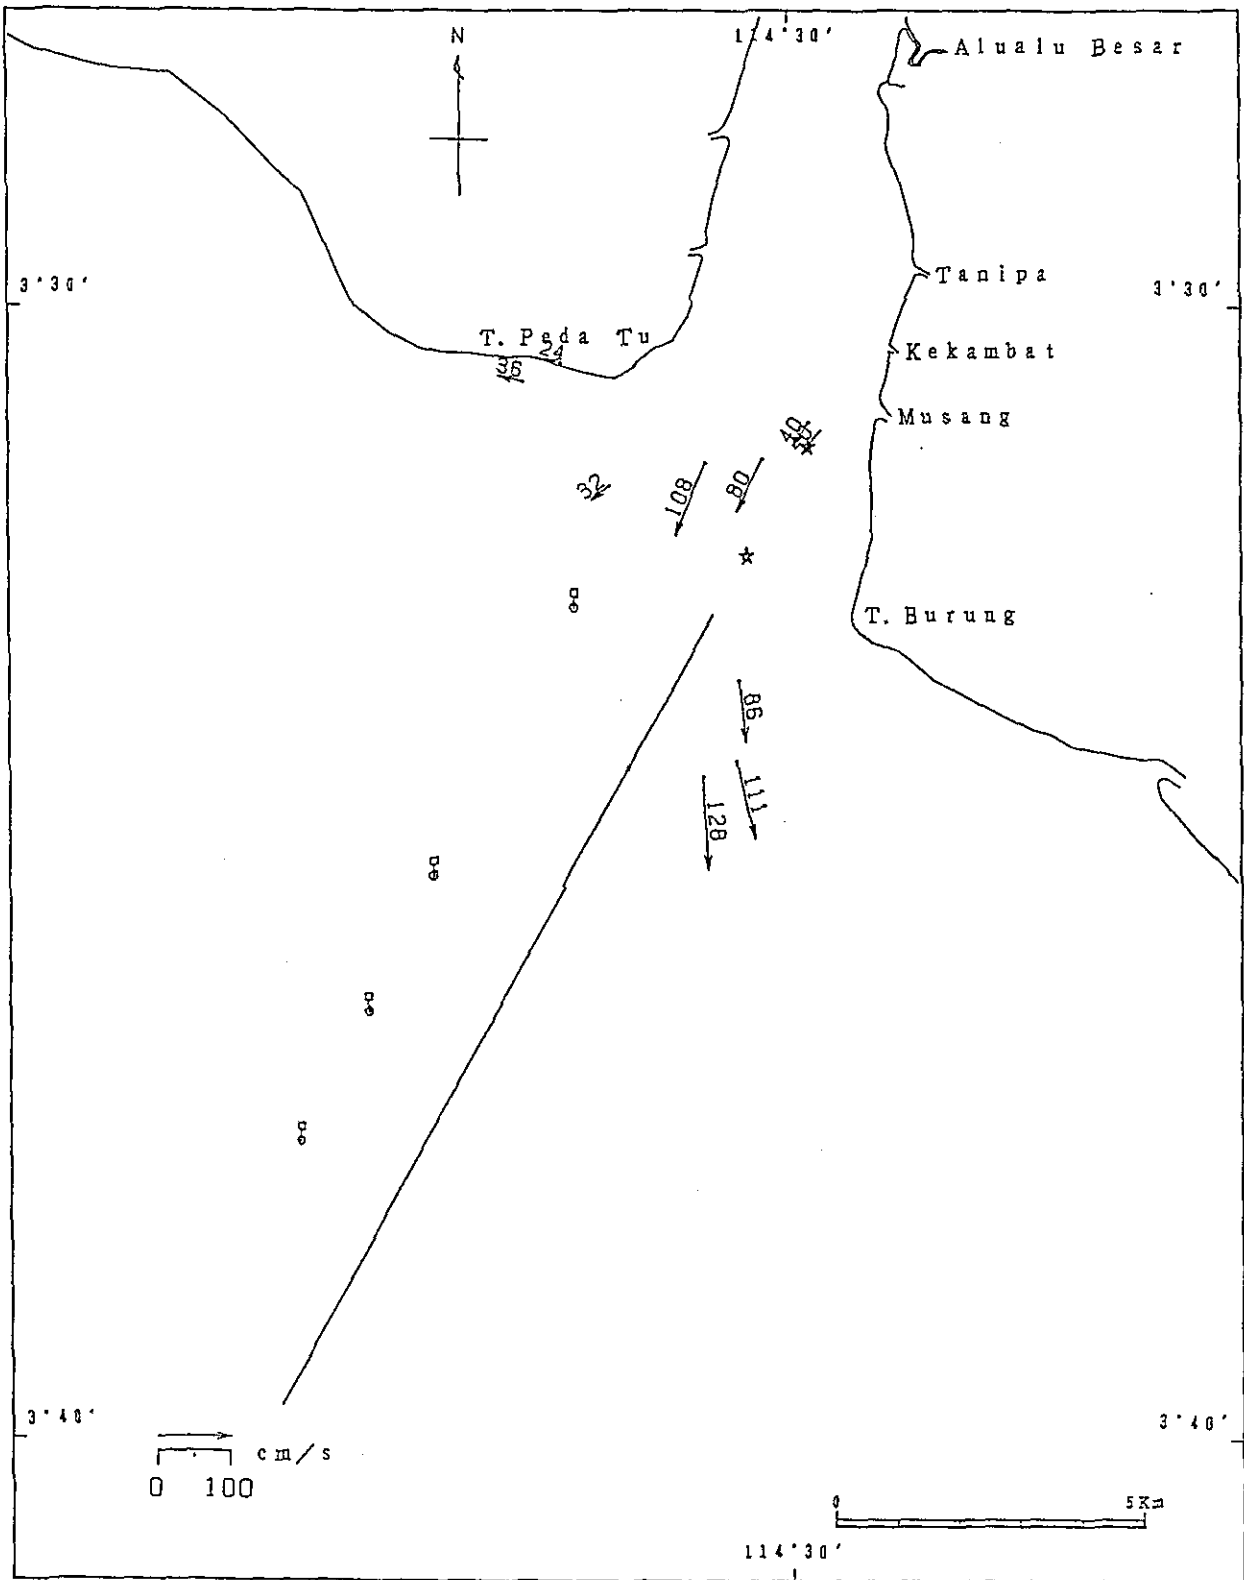 N
114°30'
Alualu Besar
3°30'
Tanipa
3°30'
T. Peda Tu
24
36
Kekambat
Musang
40
32
108
80
T. Burung
86
111
128
3°40'
3°40'
cm/s
0 100
0 5Km
114°30'